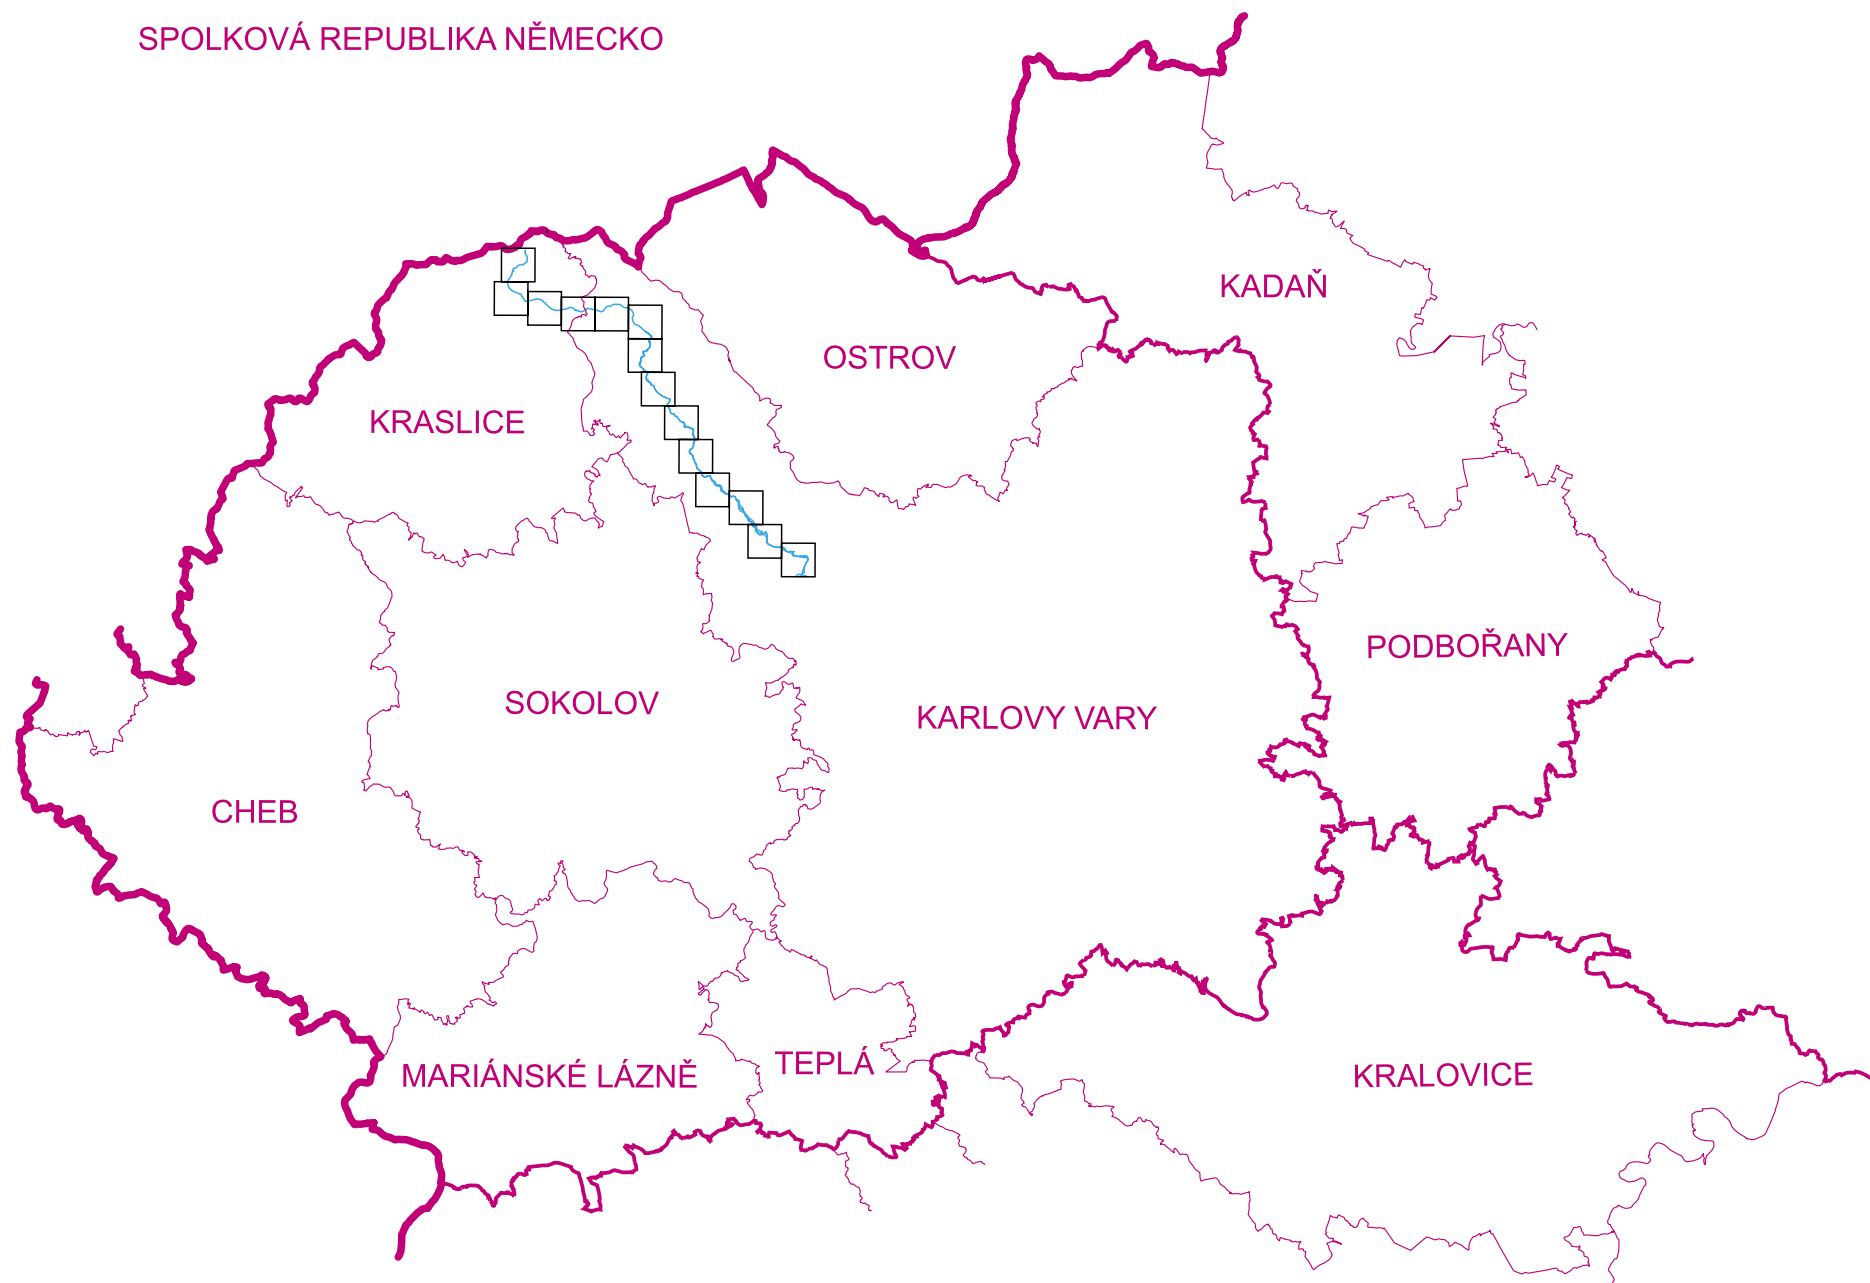 SPOLKOVÁ REPUBLIKA NĚMECKO
KADAŇ
OSTROV
KRASLICE
PODBOŘANY
SOKOLOV
KARLOVY VARY
CHEB
TEPLÁ
MARIÁNSKÉ LÁZNĚ
KRALOVICE